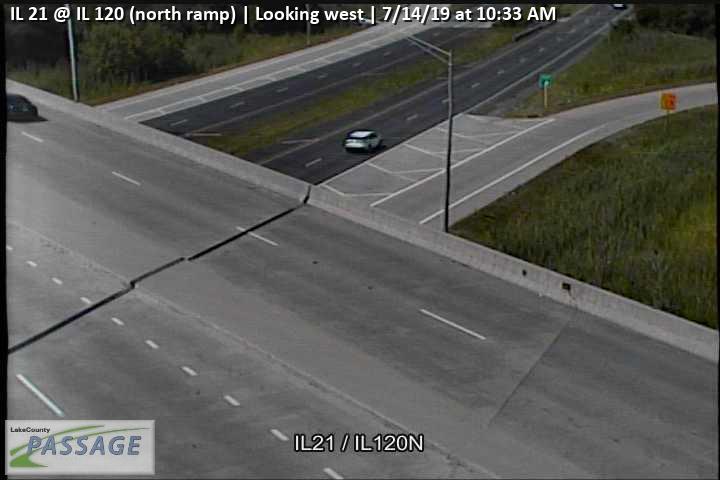 IL 21 @ IL 120 (north ramp) | Looking west | 7/14/19 at 10:33 AM
IL21 / IL120N
LakeCounty
PASSAGE